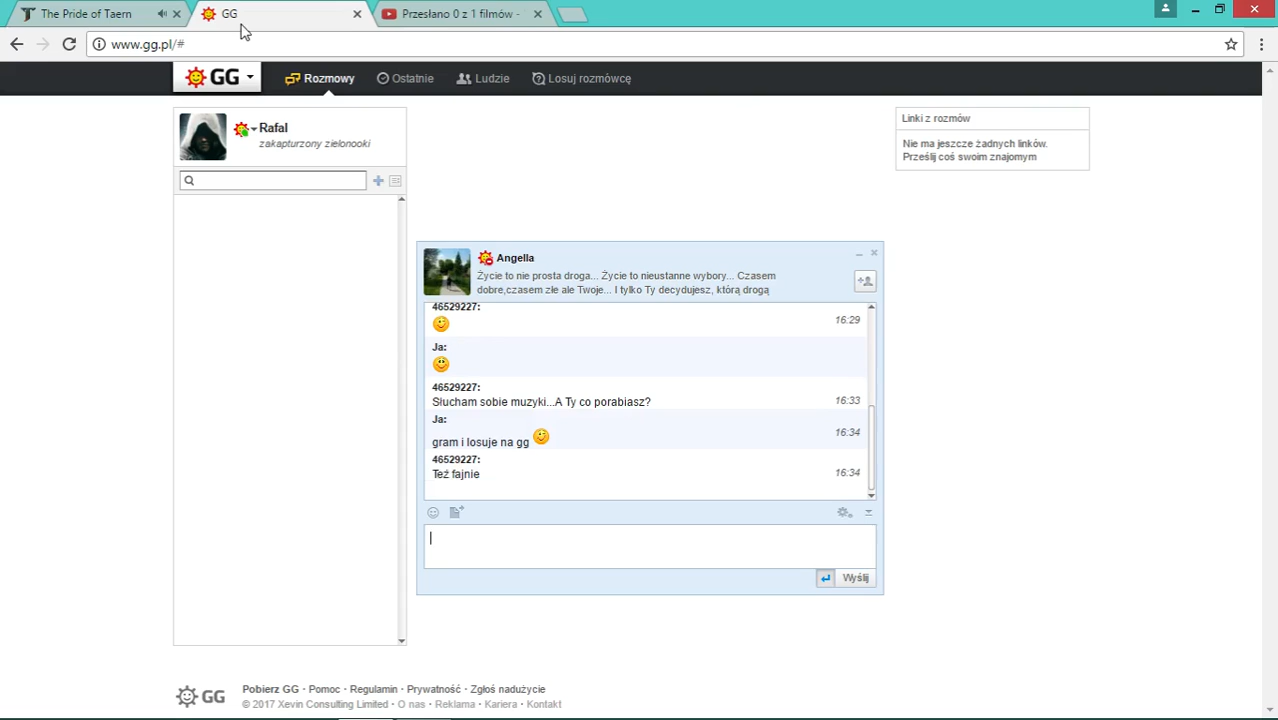 The Pride of Taern
GG
Przesłano 0 z 1 filmów -
www.gg.pl/#
GG
Rozmowy
Ostatnie
Ludzie
Losuj rozmówcę
Rafal
zakapturzony zielonooki
Linki z rozmów
Nie ma jeszcze żadnych linków.
Prześlij coś swoim znajomym
Angella
Życie to nie prosta droga... Życie to nieustanne wybory... Czasem
dobre,czasem złe ale Twoje... I tylko Ty decydujesz, którą drogą
46529227:
16:29
Ja:
46529227:
Słucham sobie muzyki...A Ty co porabiasz?
16:33
Ja:
gram i losuje na gg
16:34
46529227:
Też fajnie
16:34
Wyślij
GG
Pobierz GG · Pomoc · Regulamin · Prywatność · Zgłoś nadużycie
© 2017 Xevin Consulting Limited · O nas · Reklama · Kariera · Kontakt